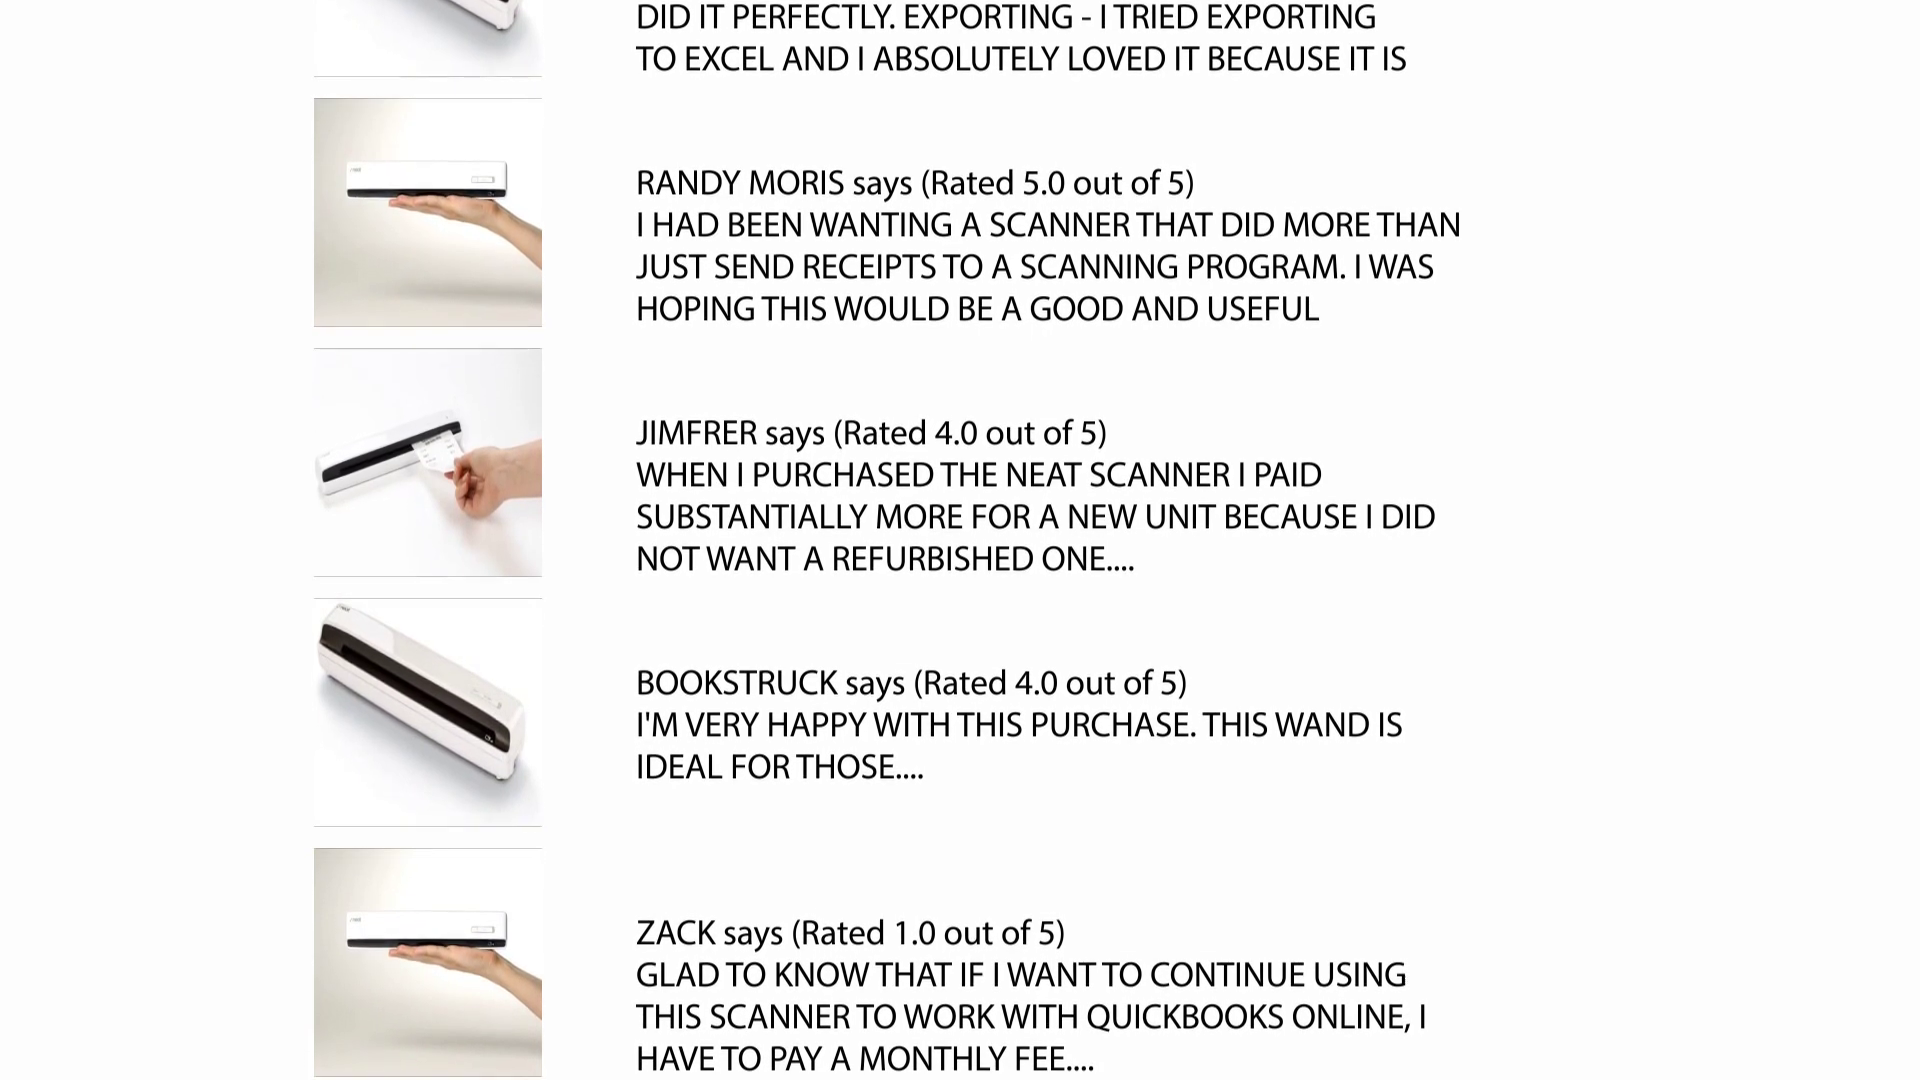 DID IT PERFECTLY. EXPORTING - I TRIED EXPORTING
TO EXCEL AND I ABSOLUTELY LOVED IT BECAUSE IT IS
RANDY MORIS says (Rated 5.0 out of 5)
I HAD BEEN WANTING A SCANNER THAT DID MORE THAN
JUST SEND RECEIPTS TO A SCANNING PROGRAM. I WAS
HOPING THIS WOULD BE A GOOD AND USEFUL
JIMFRER says (Rated 4.0 out of 5)
WHEN I PURCHASED THE NEAT SCANNER I PAID
SUBSTANTIALLY MORE FOR A NEW UNIT BECAUSE I DID
NOT WANT A REFURBISHED ONE....
BOOKSTRUCK says (Rated 4.0 out of 5)
I'M VERY HAPPY WITH THIS PURCHASE. THIS WAND IS
IDEAL FOR THOSE....
ZACK says (Rated 1.0 out of 5)
GLAD TO KNOW THAT IF I WANT TO CONTINUE USING
THIS SCANNER TO WORK WITH QUICKBOOKS ONLINE, I
HAVE TO PAY A MONTHLY FEE....